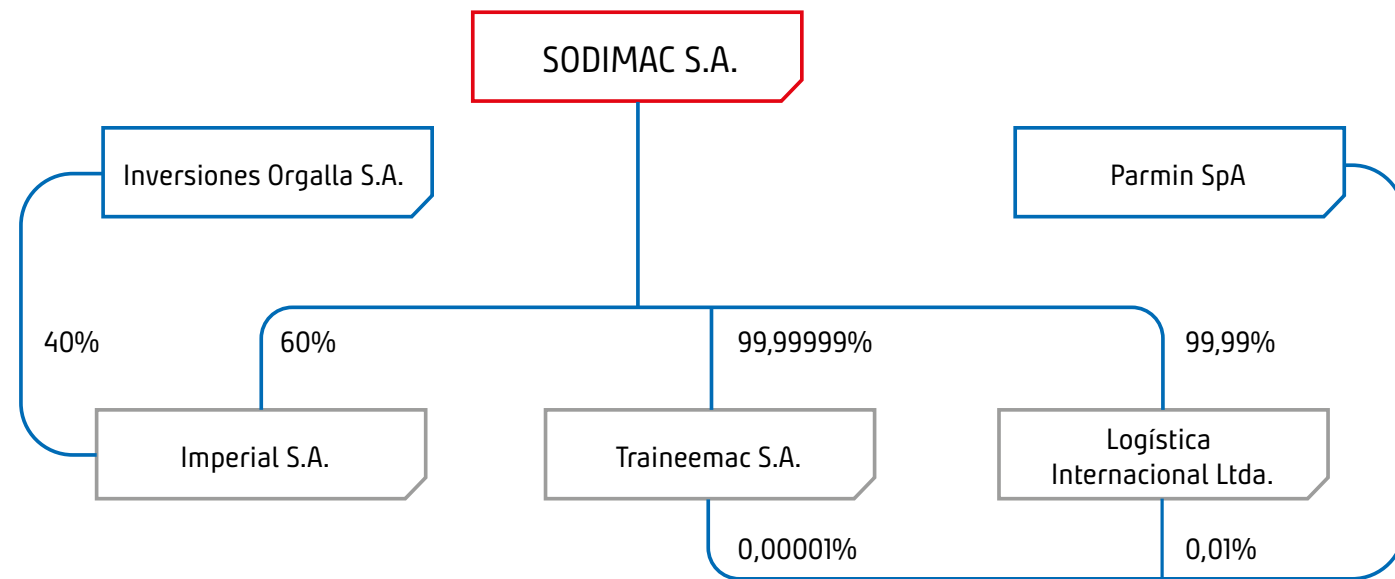 SODIMAC S.A.
Inversiones Orgalla S.A.
Parmin SpA
40%
60%
99,99999%
99,99%
Imperial S.A.
Traineemac S.A.
Logística
Internacional Ltda.
0,00001%
0,01%